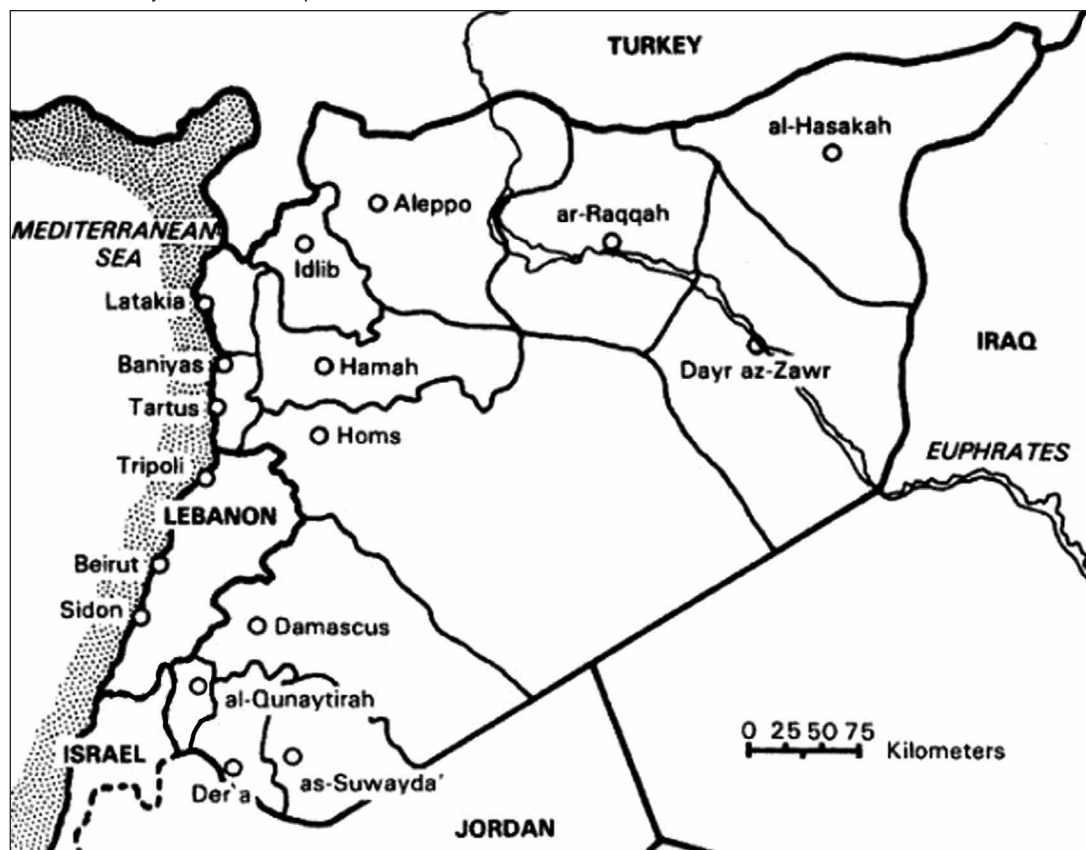 TURKEY
al-Hasakah
Aleppo
ar-Raqqah
MEDITERRANEAN
SEA
Idlib
Latakia
IRAQ
Baniyas
Hamah
Dayr az-Zawr
Tartus
Homs
EUPHRATES
Tripoli
LEBANON
Beirut
Sidon
Damascus
al-Qunaytirah
0 25 50 75
Kilometers
ISRAEL
as-Suwayda'
Der'a
JORDAN